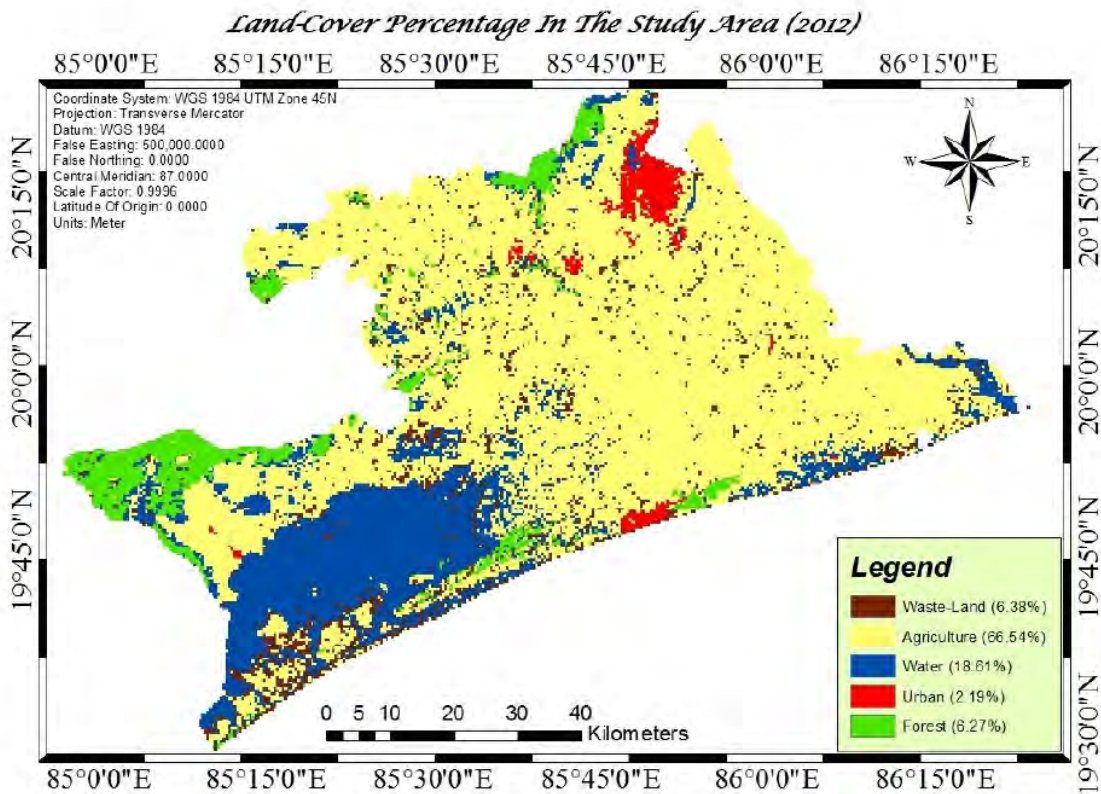 Land-Cover Percentage In The Study Area (2012)
85°0'0"E 85°15'0"E 85°30'0"E 85°45'0"E 86°0'0"E 86°15'0"E
Coordinate System: WGS 1984 UTM Zone 45N
Projection: Transverse Mercator
Datum: WGS 1984
False Easting: 500,000.0000
False Northing: 0.0000
Central Meridian: 87.0000
Scale Factor: 0.9996
Latitude Of Origin: 0.0000
Units: Meter
N
W E
S
20°15'0"N 20°15'0"N
20°0'0"N 20°0'0"N
19°45'0"N 19°45'0"N
19°30'0"N
Legend
Waste-Land (6.38%)
Agriculture (66.54%)
Water (18.61%)
Urban (2.19%)
Forest (6.27%)
0 5 10 20 30 40
Kilometers
85°0'0"E 85°15'0"E 85°30'0"E 85°45'0"E 86°0'0"E 86°15'0"E